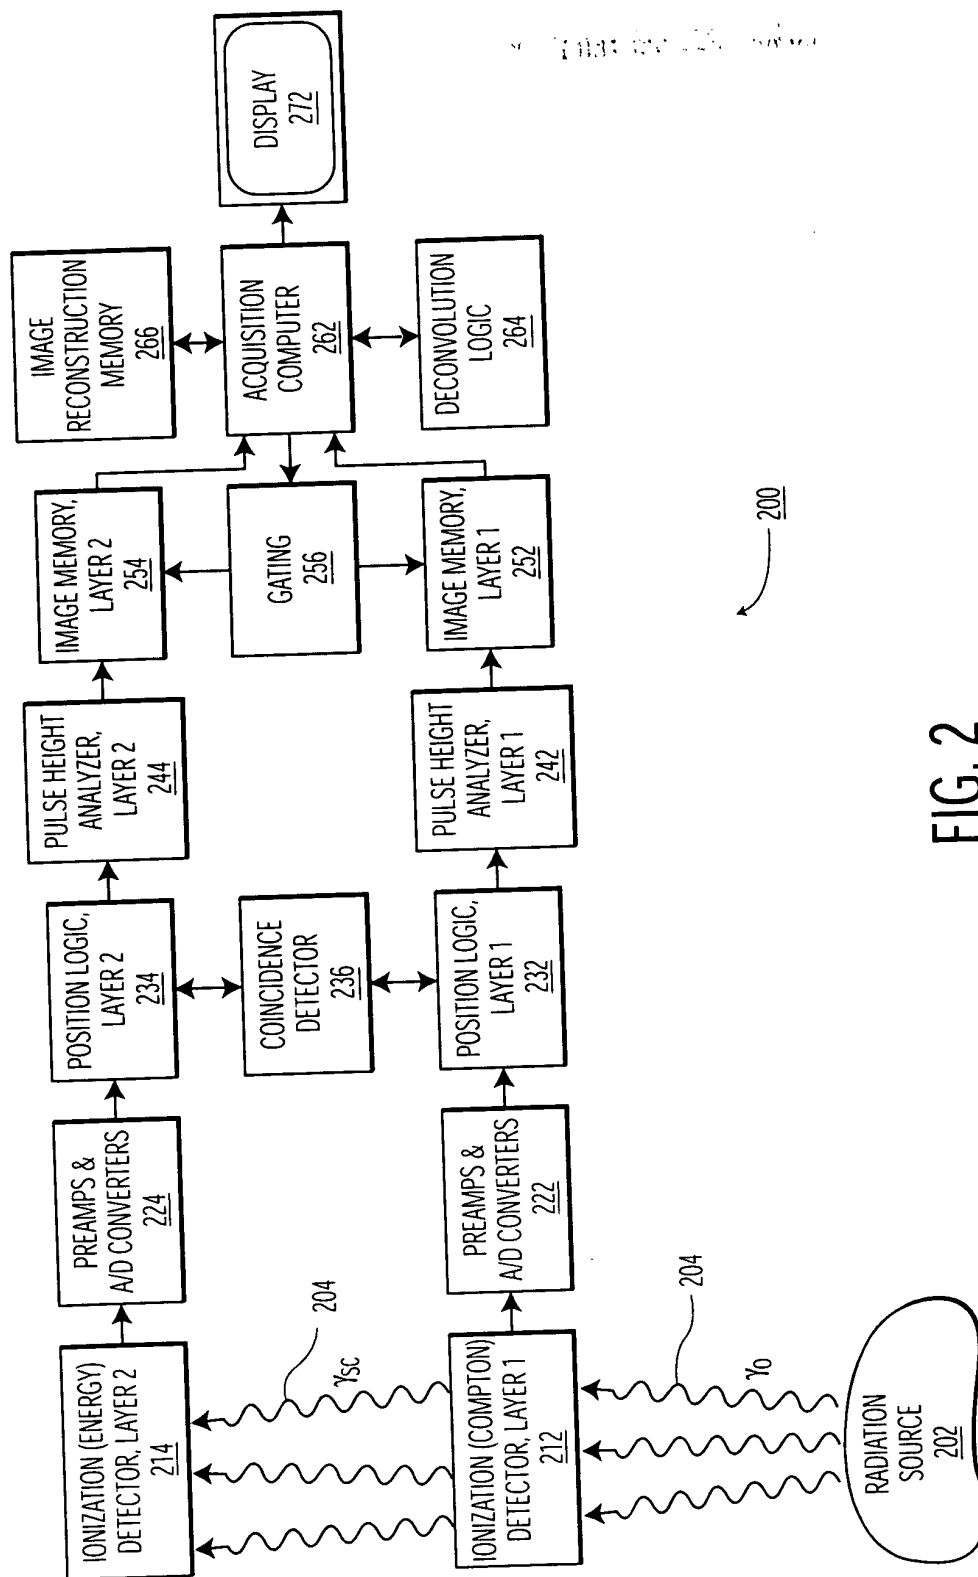 IONIZATION (ENERGY)
DETECTOR, LAYER 2
214
PREAMPS &
A/D CONVERTERS
224
POSITION LOGIC,
LAYER 2
234
PULSE HEIGHT
ANALYZER,
LAYER 2
244
IMAGE MEMORY,
LAYER 2
254
IMAGE
RECONSTRUCTION
MEMORY
266
204
γSC
COINCIDENCE
DETECTOR
236
GATING
256
ACQUISITION
COMPUTER
262
DISPLAY
272
IONIZATION (COMPTON)
DETECTOR, LAYER 1
212
PREAMPS &
A/D CONVERTERS
222
POSITION LOGIC,
LAYER 1
232
PULSE HEIGHT
ANALYZER,
LAYER 1
242
IMAGE MEMORY,
LAYER 1
252
DECONVOLUTION
LOGIC
264
204
γ0
200
RADIATION
SOURCE
202
FIG. 2